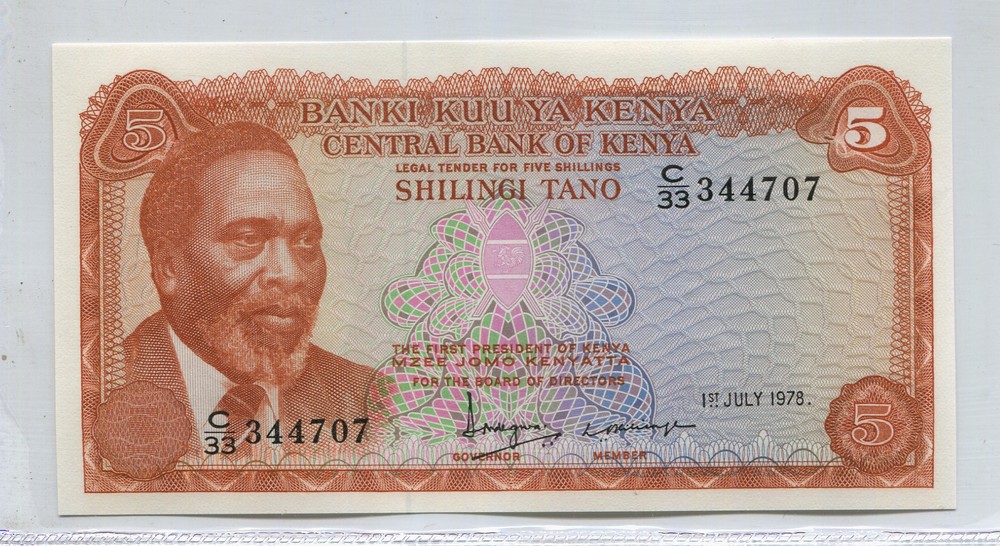 5
5
BANKI KUU YA KENYA
CENTRAL BANK OF KENYA
LEGAL TENDER FOR FIVE SHILLINGS
SHILINGI TANO
C/33 344707
THE FIRST PRESIDENT OF KENYA
MZEE JOMO KENYATTA
FOR THE BOARD OF DIRECTORS
1ST JULY 1978.
C/33 344707
GOVERNOR
MEMBER
5